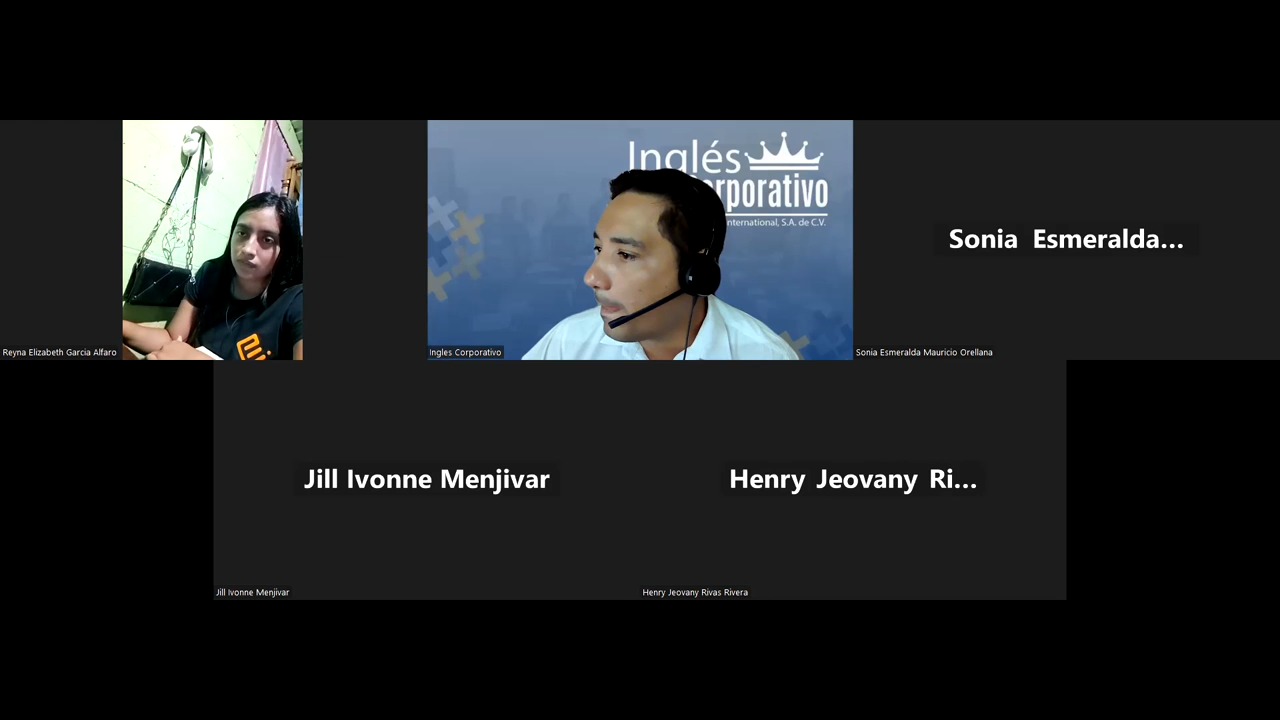 Inglés
orporativo
International, S.A. de C.V.
Sonia Esmeralda...
Reyna Elizabeth Garcia Alfaro
Ingles Corporativo
Sonia Esmeralda Mauricio Orellana
Jill Ivonne Menjivar
Henry Jeovany Ri...
Jill Ivonne Menjivar
Henry Jeovany Rivas Rivera